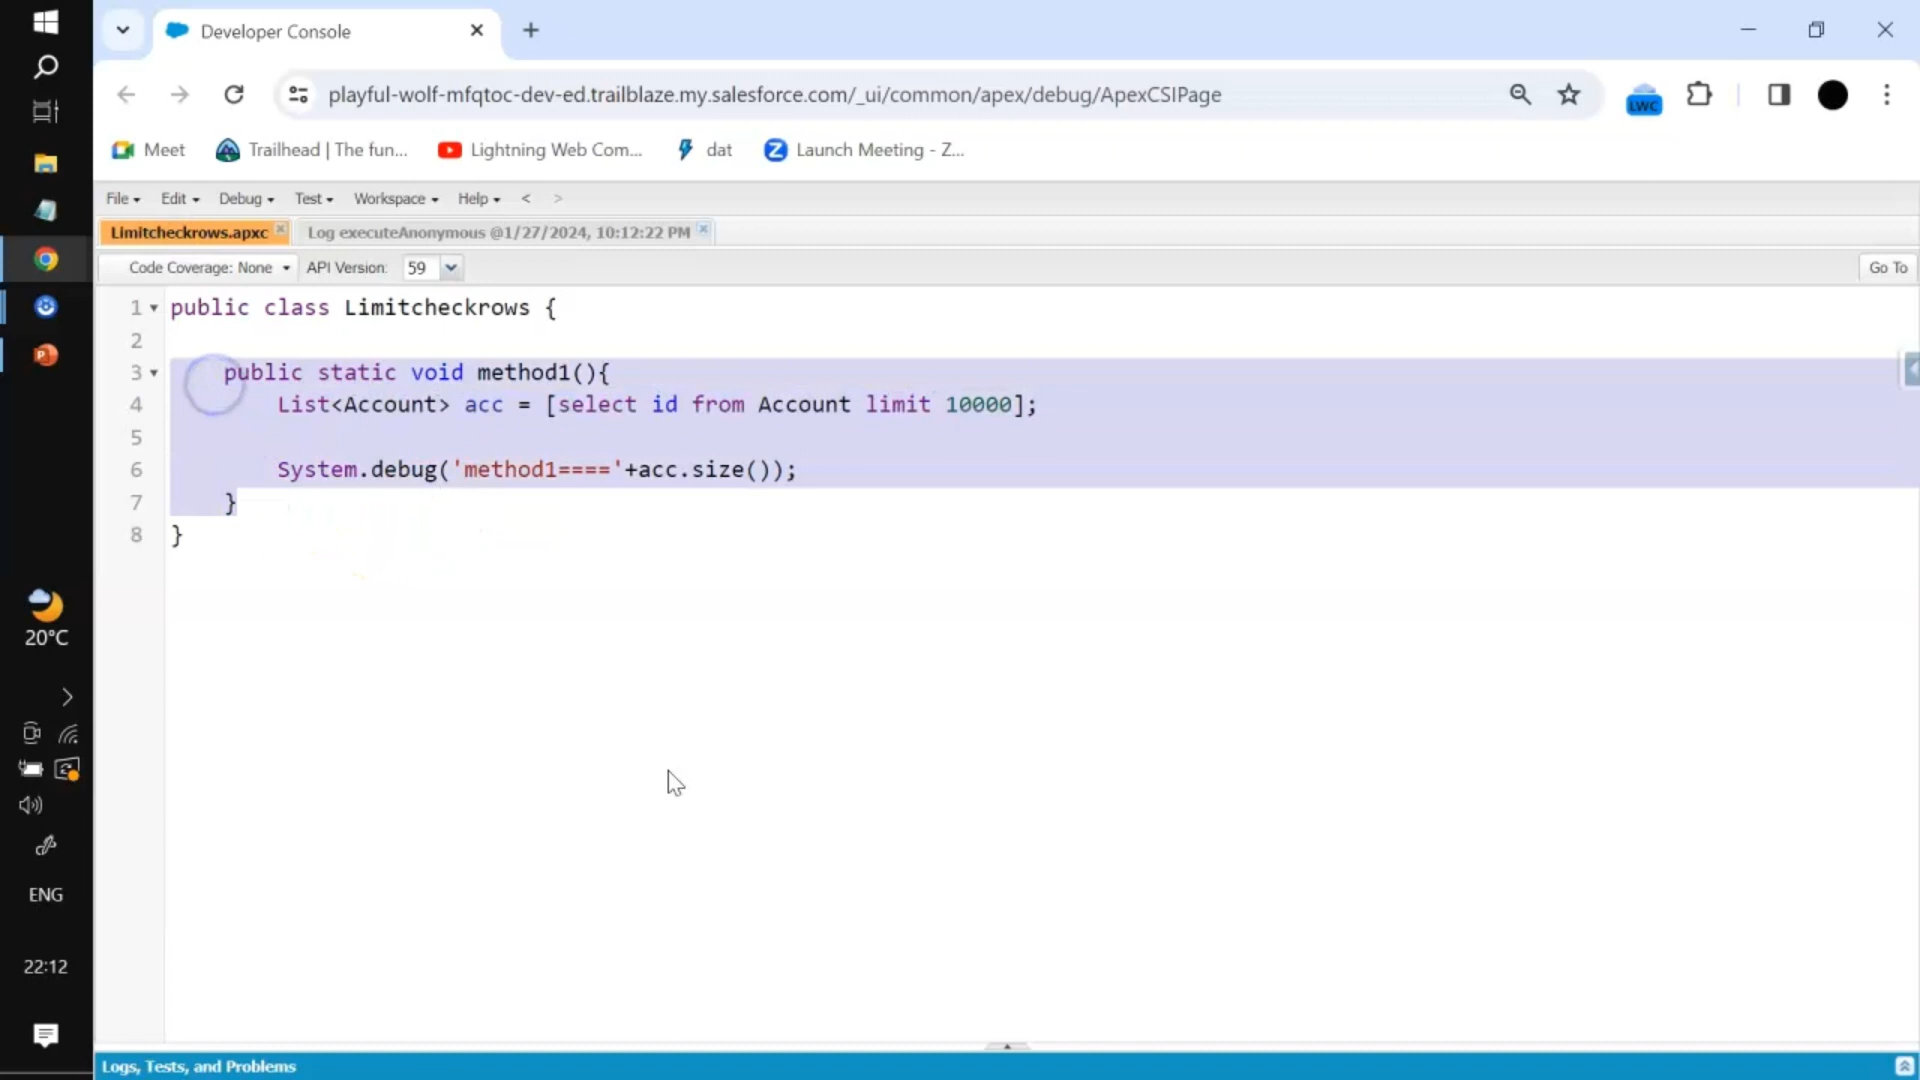 Developer Console
playful-wolf-mfqtoc-dev-ed.trailblaze.my.salesforce.com/_ui/common/apex/debug/ApexCSIPage
LWC
Meet Trailhead | The fun... Lightning Web Com... dat Launch Meeting - Z...
File Edit Debug Test Workspace Help < >
Limitcheckrows.apxc Log executeAnonymous @1/27/2024, 10:12:22 PM
Code Coverage: None API Version: 59 Go To
1 public class Limitcheckrows {
2
3 public static void method1(){
4 List<Account> acc = [select id from Account limit 10000];
5
6 System.debug('method1===='+acc.size());
7 }
8 }
20°C
ENG
22:12
Logs, Tests, and Problems